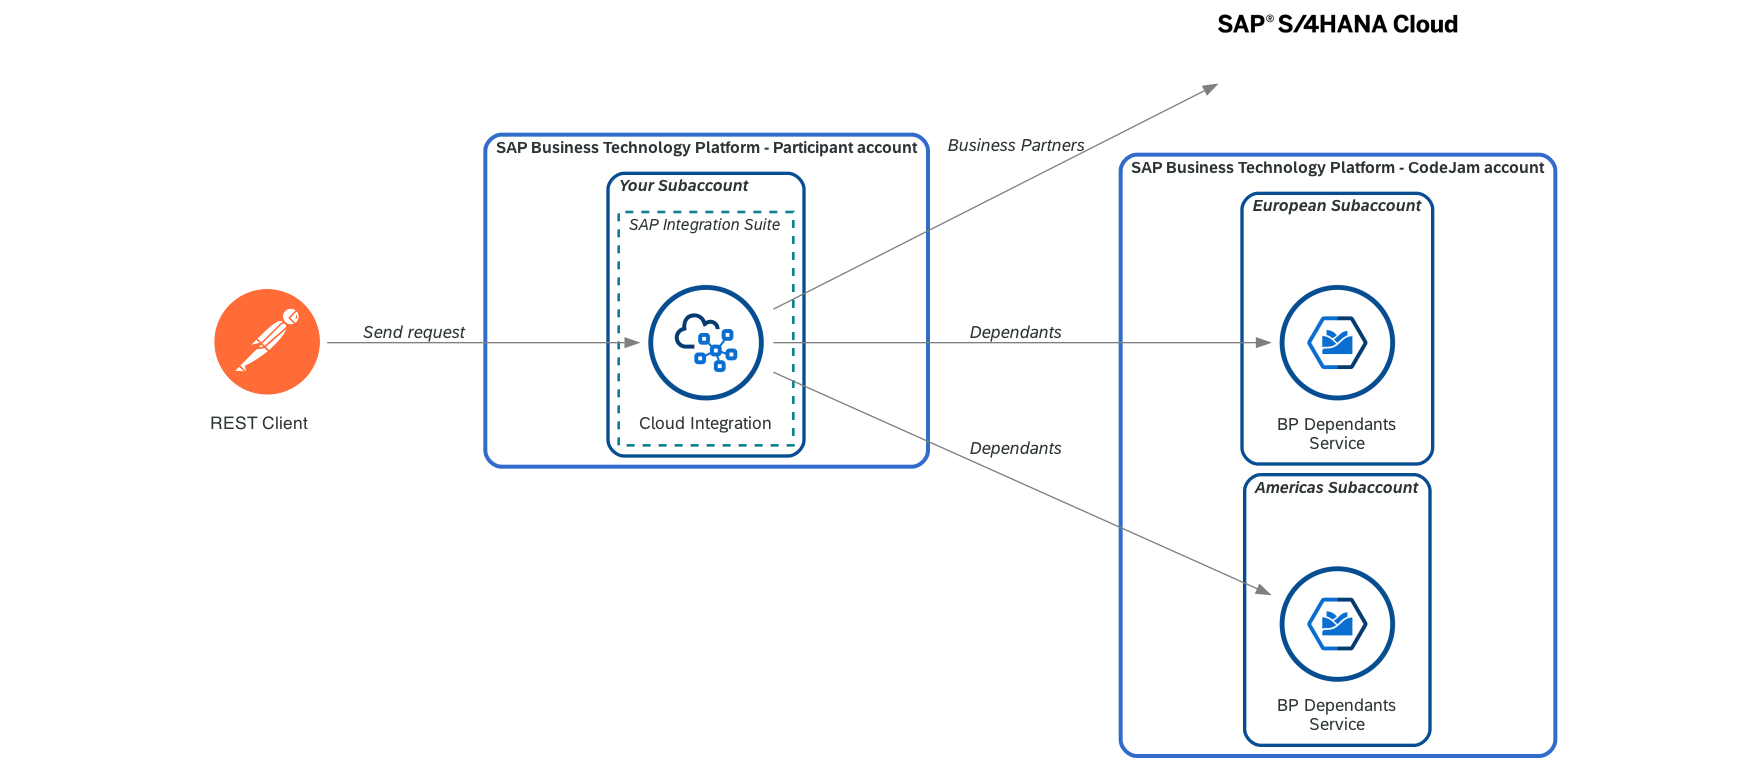 SAP® S/4HANA Cloud
SAP Business Technology Platform - Participant account
Your Subaccount
SAP Integration Suite
Cloud Integration
REST Client
Send request
Business Partners
Dependants
Dependants
SAP Business Technology Platform - CodeJam account
European Subaccount
BP Dependants
Service
Americas Subaccount
BP Dependants
Service